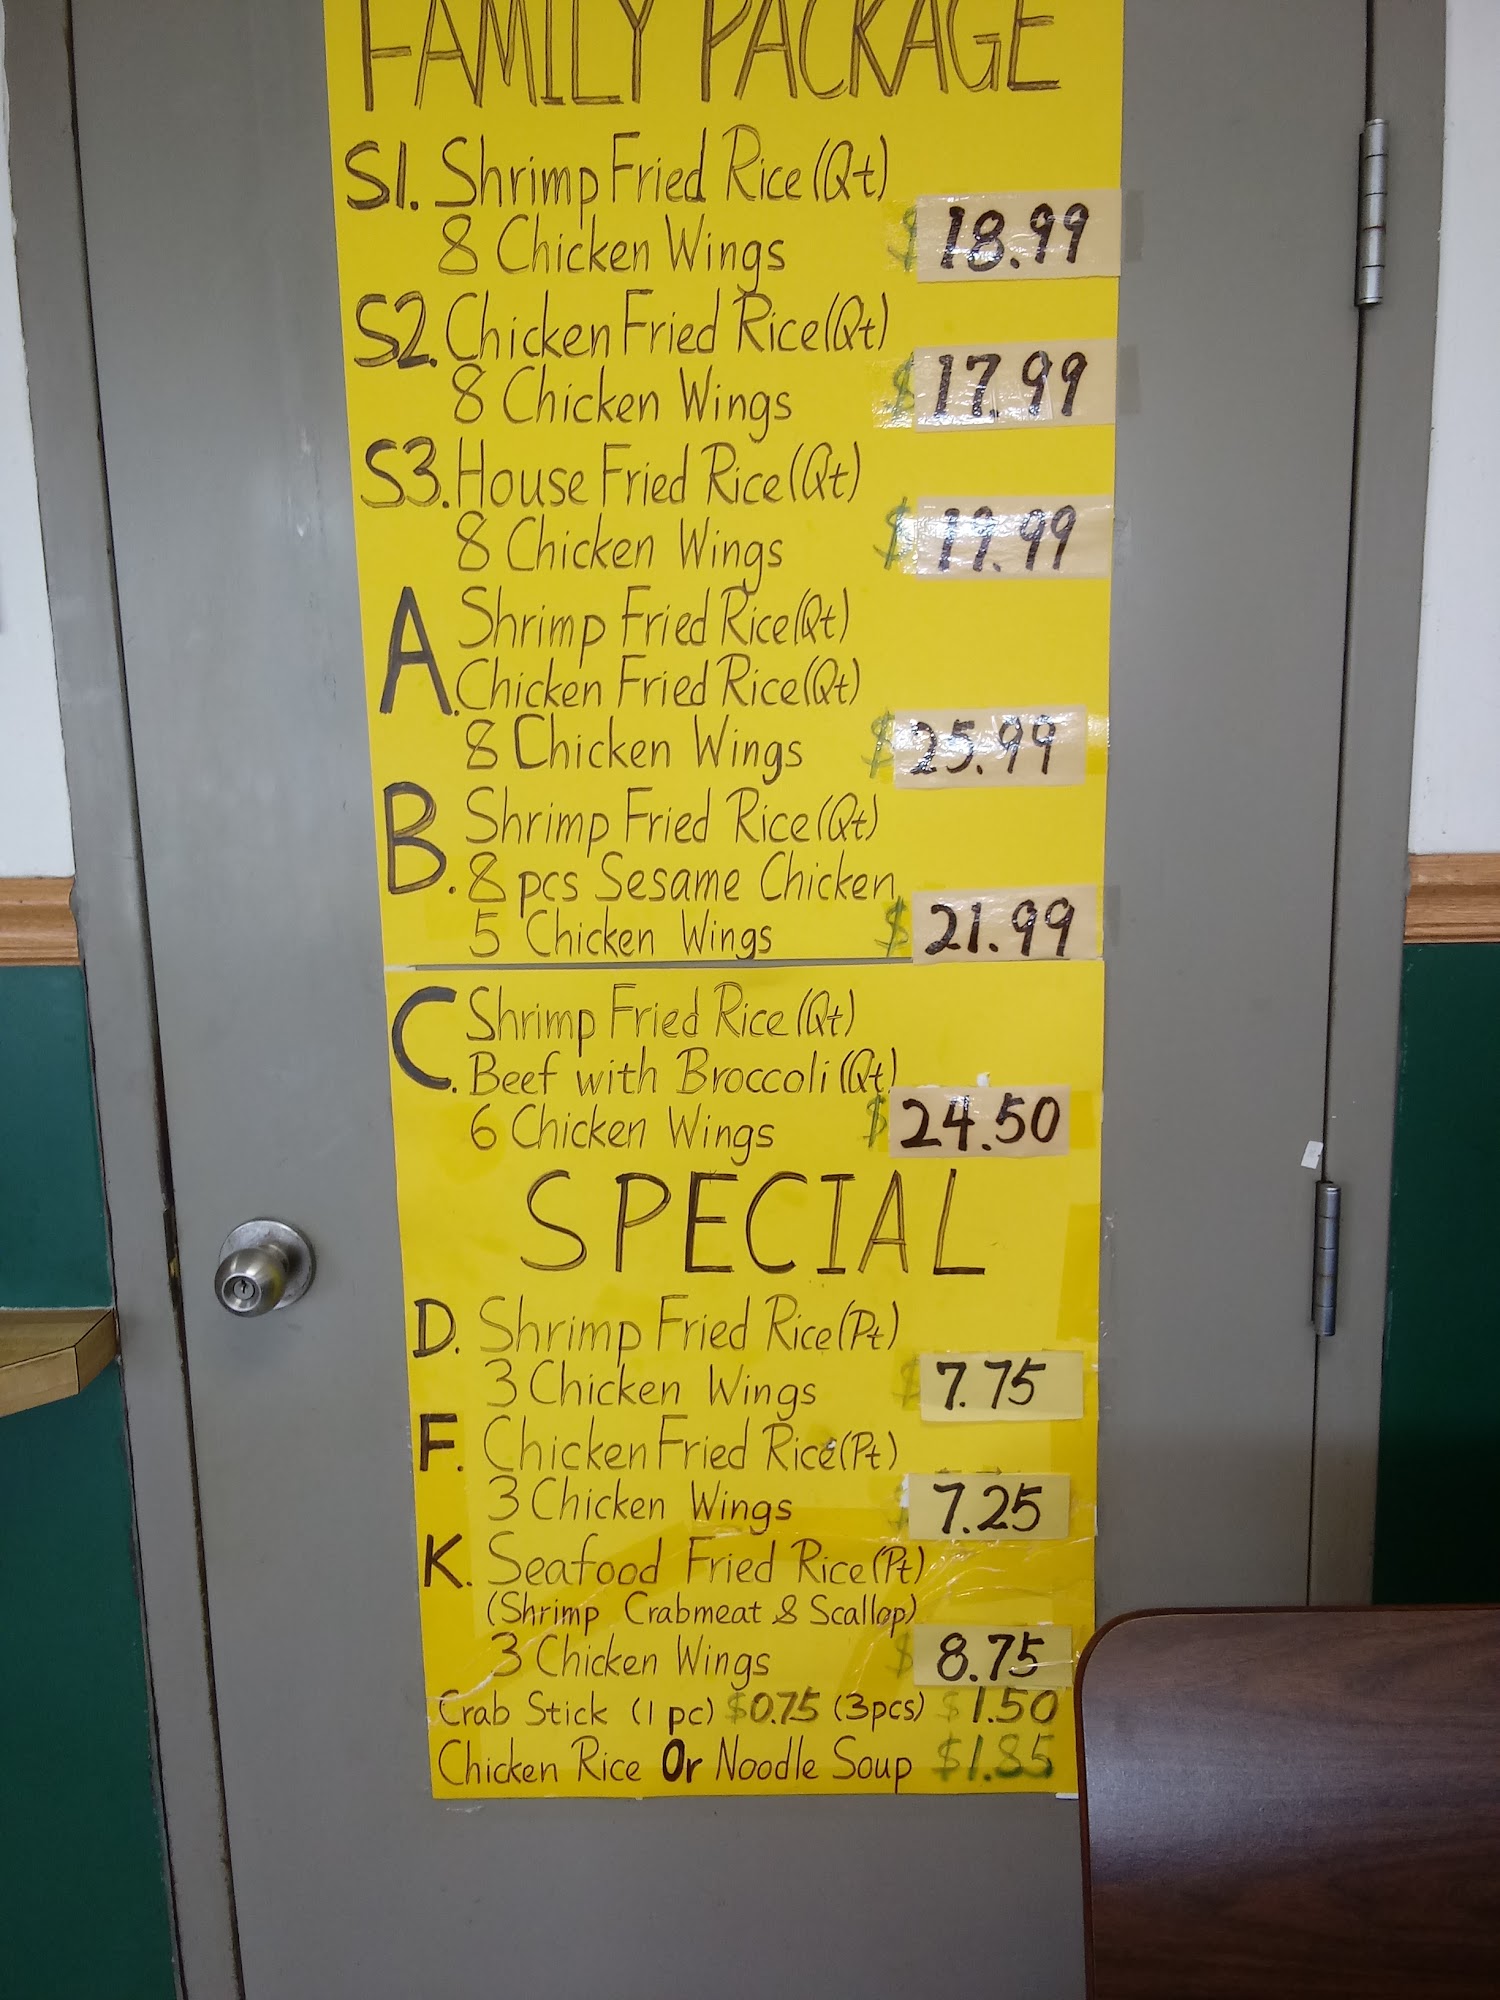 FAMILY PACKAGE
S1. Shrimp Fried Rice (Qt)
8 Chicken Wings $18.99
S2. Chicken Fried Rice (Qt)
8 Chicken Wings $17.99
S3. House Fried Rice (Qt)
8 Chicken Wings $19.99
A. Shrimp Fried Rice (Qt)
Chicken Fried Rice (Qt)
8 Chicken Wings $25.99
B. Shrimp Fried Rice (Qt)
8 pcs Sesame Chicken
5 Chicken Wings $21.99
C. Shrimp Fried Rice (Qt)
Beef with Broccoli (Qt)
6 Chicken Wings $24.50
SPECIAL
D. Shrimp Fried Rice (Pt)
3 Chicken Wings $7.75
F. Chicken Fried Rice (Pt)
3 Chicken Wings $7.25
K. Seafood Fried Rice (Pt)
(Shrimp Crabmeat & Scallop)
3 Chicken Wings $8.75
Crab Stick (1 pc) $0.75 (3pcs) $1.50
Chicken Rice Or Noodle Soup $1.85